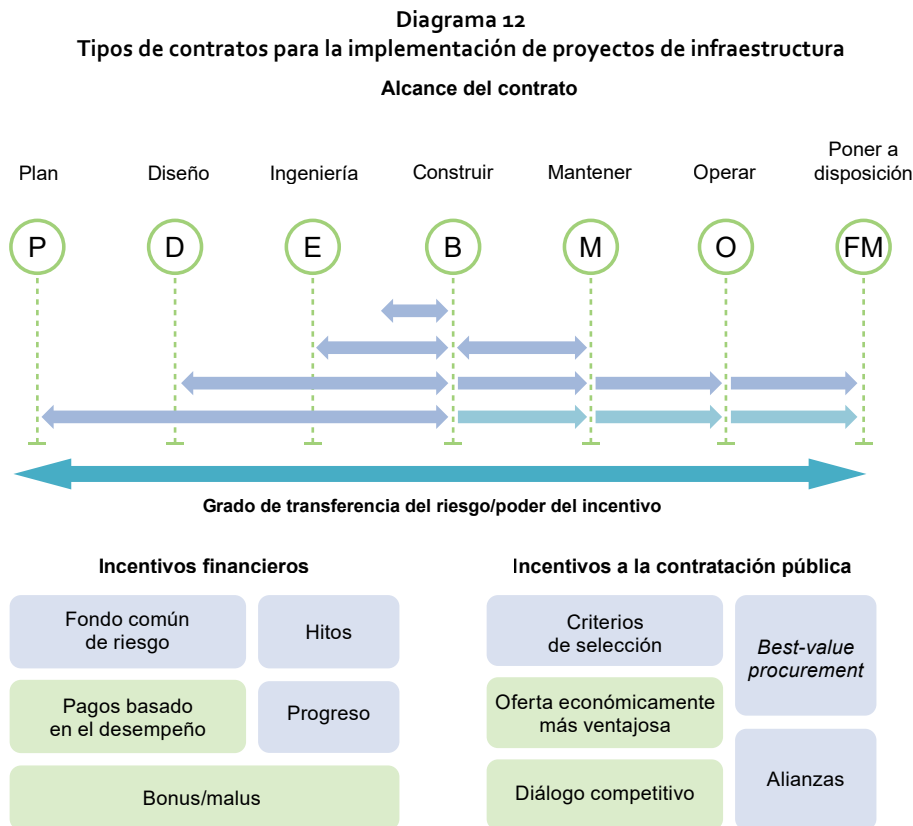 Diagrama 12
Tipos de contratos para la implementación de proyectos de infraestructura
Alcance del contrato
Plan
Diseño
Ingeniería
Construir
Mantener
Operar
Poner a
disposición
P
D
E
B
M
O
FM
Grado de transferencia del riesgo/poder del incentivo
Incentivos financieros
Fondo común
de riesgo
Hitos
Pagos basado
en el desempeño
Progreso
Bonus/malus
Incentivos a la contratación pública
Criterios
de selección
Best-value
procurement
Oferta económicamente
más ventajosa
Diálogo competitivo
Alianzas